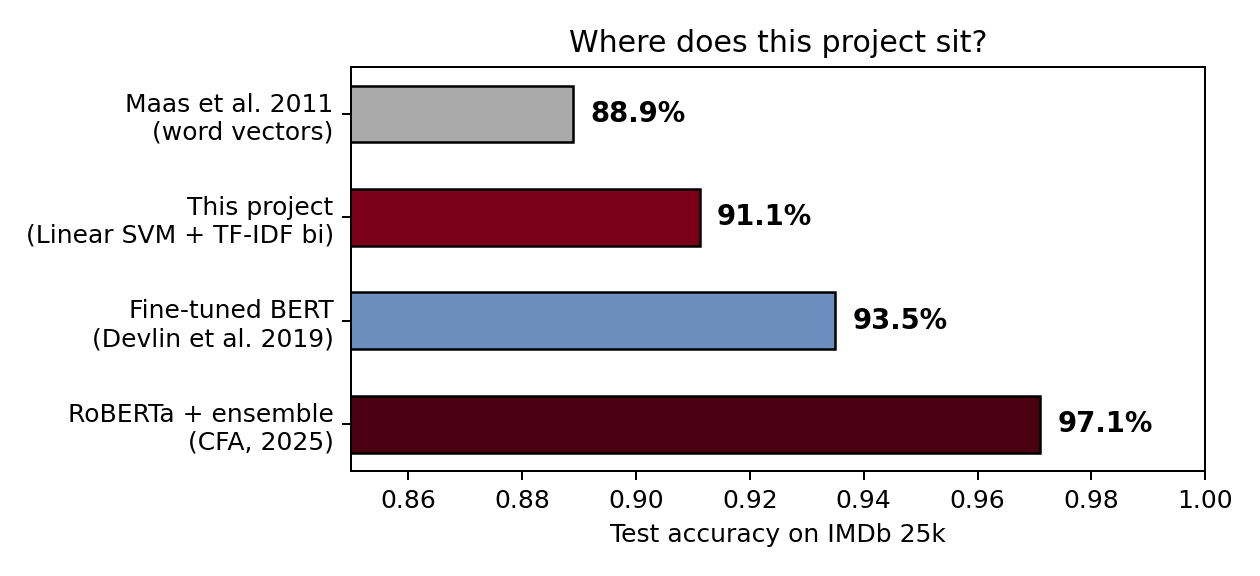 Where does this project sit?
Maas et al. 2011
(word vectors)
88.9%
This project
(Linear SVM + TF-IDF bi)
91.1%
Fine-tuned BERT
(Devlin et al. 2019)
93.5%
RoBERTa + ensemble
(CFA, 2025)
97.1%
0.86 0.88 0.90 0.92 0.94 0.96 0.98 1.00
Test accuracy on IMDb 25k